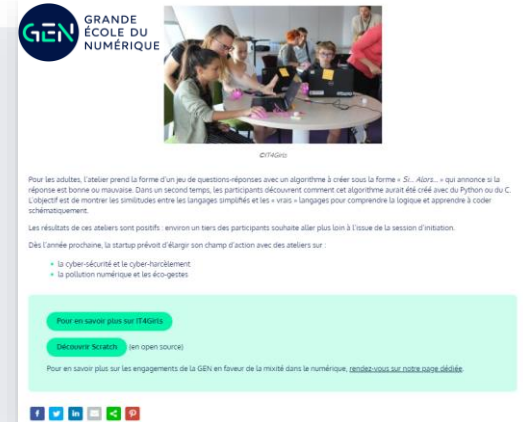 GEN
GRANDE
ÉCOLE DU
NUMÉRIQUE
©IT4Girls
Pour les adultes, l'atelier prend la forme d'un jeu de questions-réponses avec un algorithme à créer sous la forme « Si... Alors... » qui annonce si la
réponse est bonne ou mauvaise. Dans un second temps, les participants découvrent comment cet algorithme aurait été créé avec du Python ou du C.
L'objectif est de montrer les similitudes entre les langages simplifiés et les « vrais » langages pour comprendre la logique et apprendre à coder
schématiquement.
Les résultats de ces ateliers sont positifs : environ un tiers des participants souhaite aller plus loin à l'issue de la session d'initiation.
Dès l'année prochaine, la startup prévoit d'élargir son champ d'action avec des ateliers sur :
la cyber-sécurité et le cyber-harcèlement
la pollution numérique et les éco-gestes
Pour en savoir plus sur IT4Girls
Découvrir Scratch (en open source)
Pour en savoir plus sur les engagements de la GEN en faveur de la mixité dans le numérique, rendez-vous sur notre page dédiée.